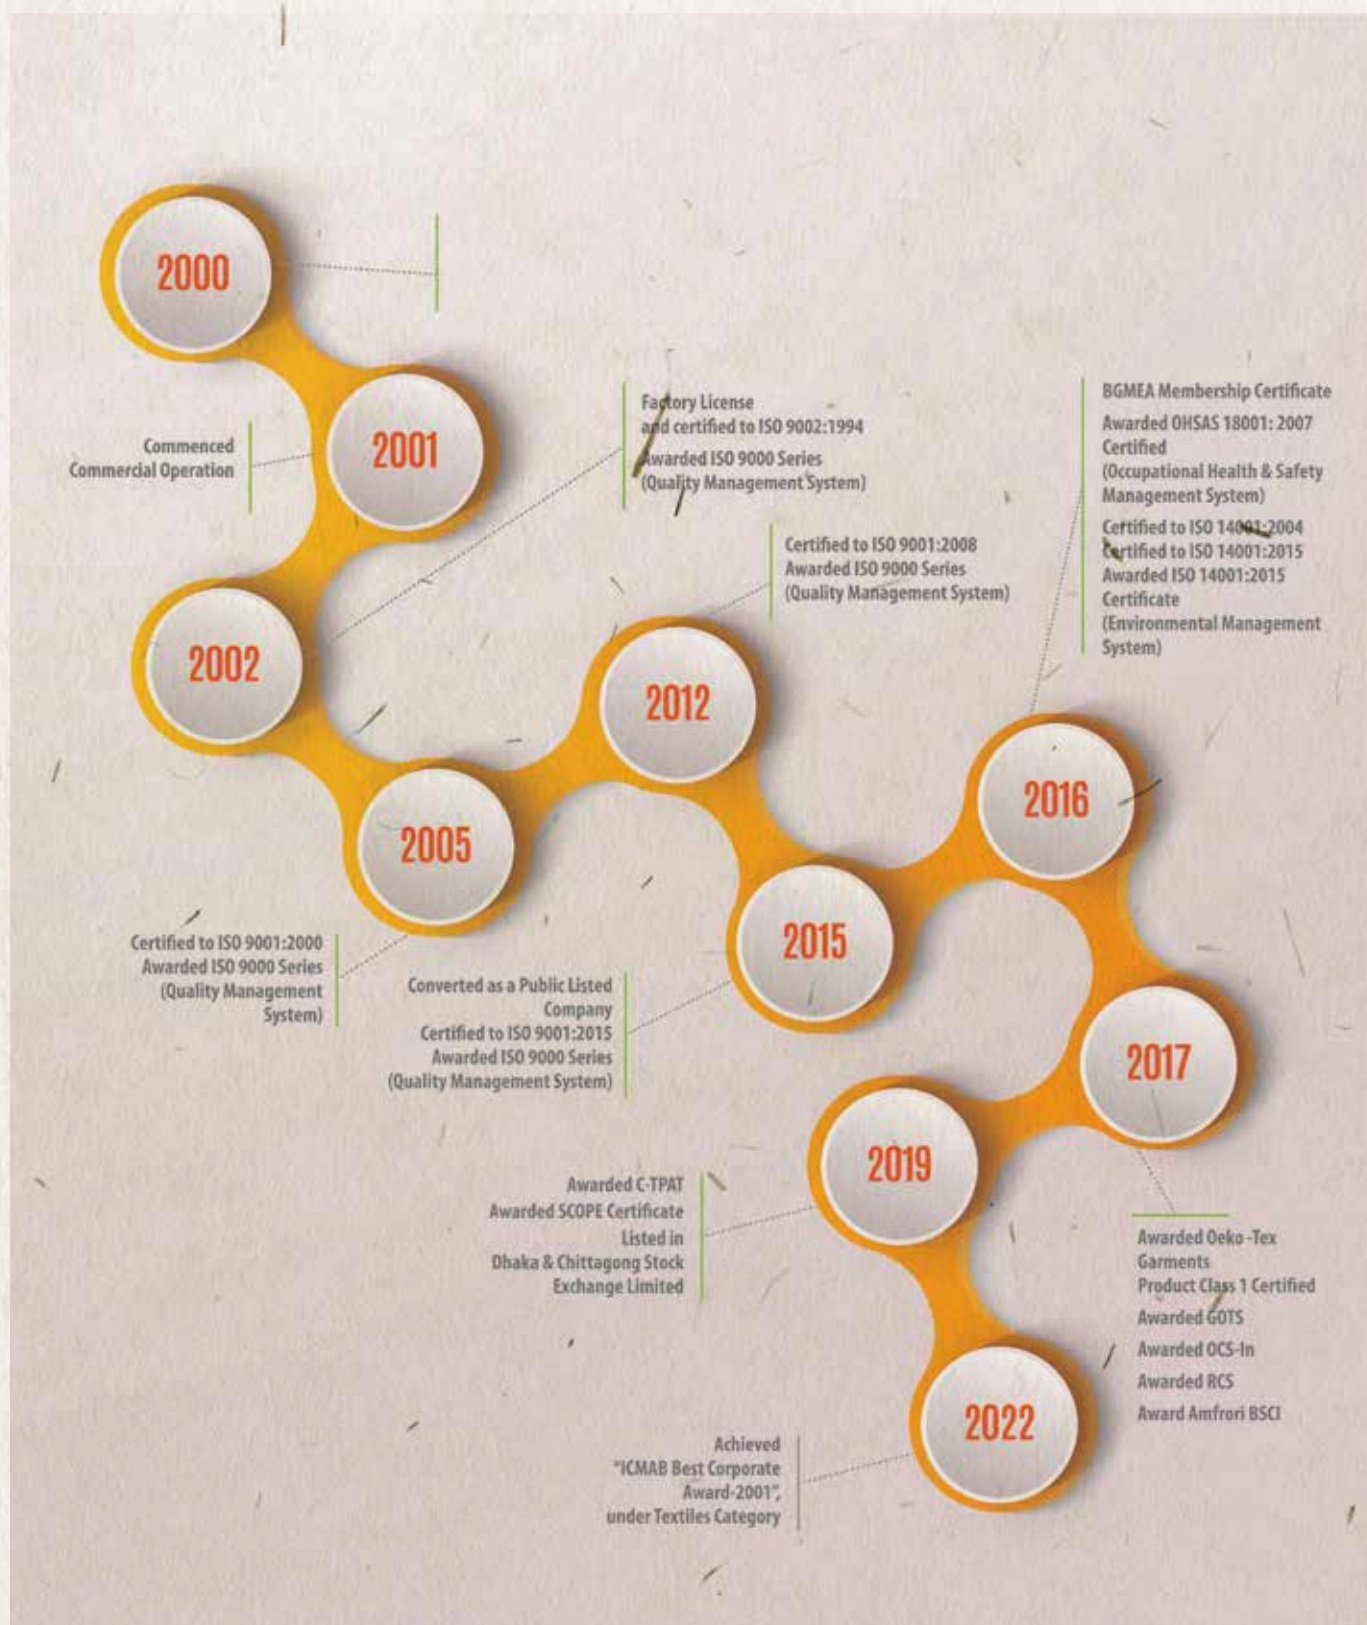 2000
2001
Commenced
Commercial Operation
2002
Factory License
and certified to ISO 9002:1994
Awarded ISO 9000 Series
(Quality Management System)
2005
Certified to ISO 9001:2000
Awarded ISO 9000 Series
(Quality Management
System)
2012
Certified to ISO 9001:2008
Awarded ISO 9000 Series
(Quality Management System)
2015
Converted as a Public Listed
Company
Certified to ISO 9001:2015
Awarded ISO 9000 Series
(Quality Management System)
2016
BGMEA Membership Certificate
Awarded OHSAS 18001: 2007
Certified
(Occupational Health & Safety
Management System)
Certified to ISO 14001:2004
Certified to ISO 14001:2015
Awarded ISO 14001:2015
Certificate
(Environmental Management
System)
2017
Awarded Oeko -Tex
Garments
Product Class 1 Certified
Awarded GOTS
Awarded OCS-In
Awarded RCS
Award Amfrori BSCI
2019
Awarded C-TPAT
Awarded SCOPE Certificate
Listed in
Dhaka & Chittagong Stock
Exchange Limited
2022
Achieved
"ICMAB Best Corporate
Award-2001",
under Textiles Category